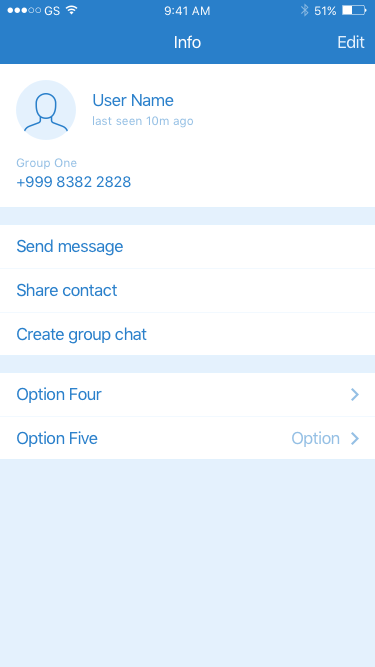 GS 9:41 AM 51%
Info Edit
User Name
last seen 10m ago
Group One
+999 8382 2828
Send message
Share contact
Create group chat
Option Four
Option Five Option